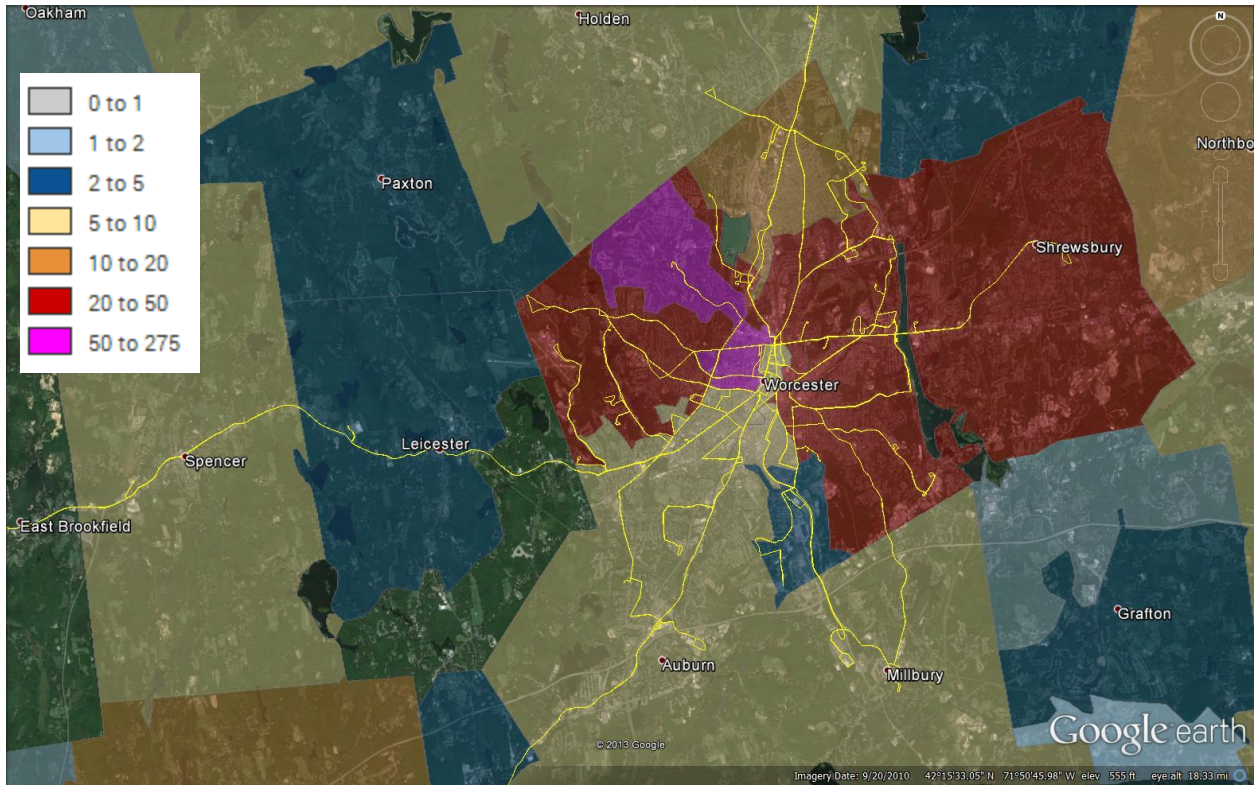 Oakham
Holden
N
0 to 1
1 to 2
2 to 5
5 to 10
10 to 20
20 to 50
50 to 275
Northbo
Paxton
Shrewsbury
Worcester
Leicester
Spencer
East Brookfield
Grafton
Auburn
Millbury
Google earth
© 2013 Google
Imagery Date: 9/20/2010 42°15'33.05" N 71°50'45.98" W elev 555 ft eye alt 18.33 mi